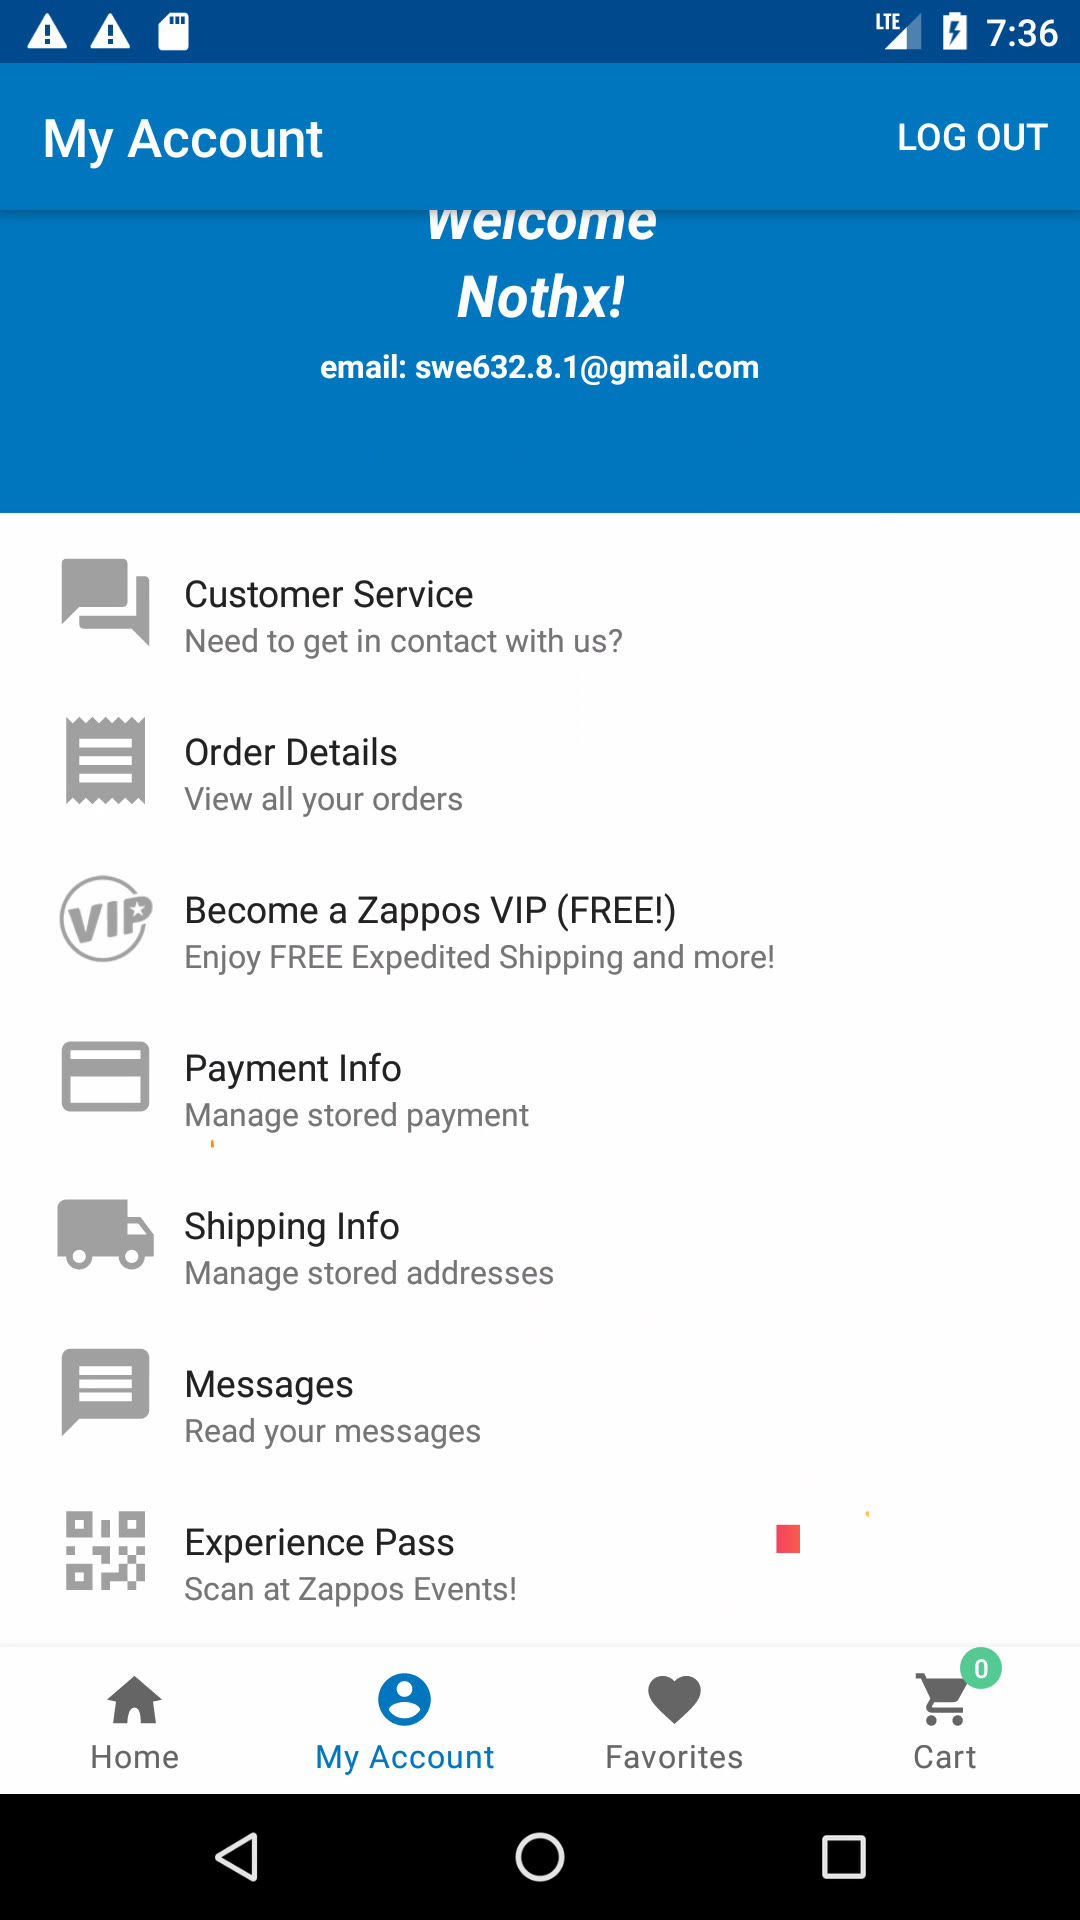 LTE 7:36
My Account LOG OUT
Welcome
Nothx!
email: swe632.8.1@gmail.com
Customer Service
Need to get in contact with us?
Order Details
View all your orders
VIP
Become a Zappos VIP (FREE!)
Enjoy FREE Expedited Shipping and more!
Payment Info
Manage stored payment
Shipping Info
Manage stored addresses
Messages
Read your messages
Experience Pass
Scan at Zappos Events!
0
Home My Account Favorites Cart